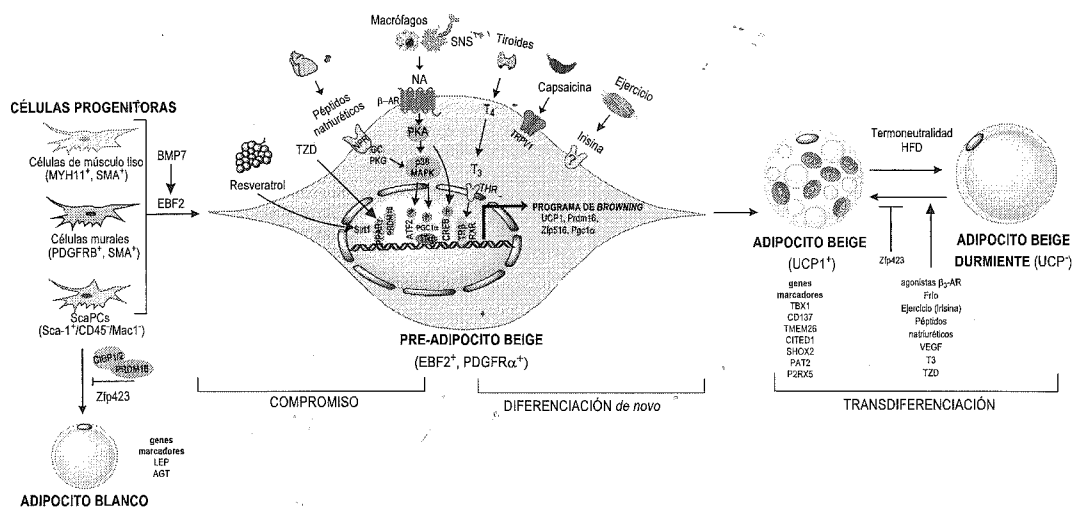 CÉLULAS PROGENITORAS
Células de músculo liso
(MYH11⁺, SMA⁺)
Células murales
(PDGFRB⁺, SMA⁺)
ScaPCs
(Sca-1⁺/CD45⁻/Mac1⁻)
BMP7
EBF2
PRDM16
Zfp423
genes
marcadores
LEP
AGT
ADIPOCITO BLANCO
Macrófagos
SNS
Tiroides
Capsaicina
Ejercicio
NA
β–AR
Péptidos
natriuréticos
GC
PKG
TZD
Resveratrol
PKA
p38
MAPK
T₄
T₃
THR
TRPV1
Irisina
Sirt1
PPARγ
PRDM16
ATF2
PGC1α
CREB
TRβ
RXR
PROGRAMA DE BROWNING
UCP1, Prdm16,
Zfp516, Pgc1α
PRE-ADIPOCITO BEIGE
(EBF2⁺, PDGFRα⁺)
COMPROMISO
DIFERENCIACIÓN de novo
Termoneutralidad
HFD
ADIPOCITO BEIGE
(UCP1⁺)
genes
marcadores
TBX1
CD137
TMEM26
CITED1
SHOX2
PAT2
P2RX5
Zfp423
agonistas β₃-AR
Frío
Ejercicio (irisina)
Péptidos
natriuréticos
VEGF
T3
TZD
ADIPOCITO BEIGE
DURMIENTE (UCP⁻)
TRANSDIFERENCIACIÓN